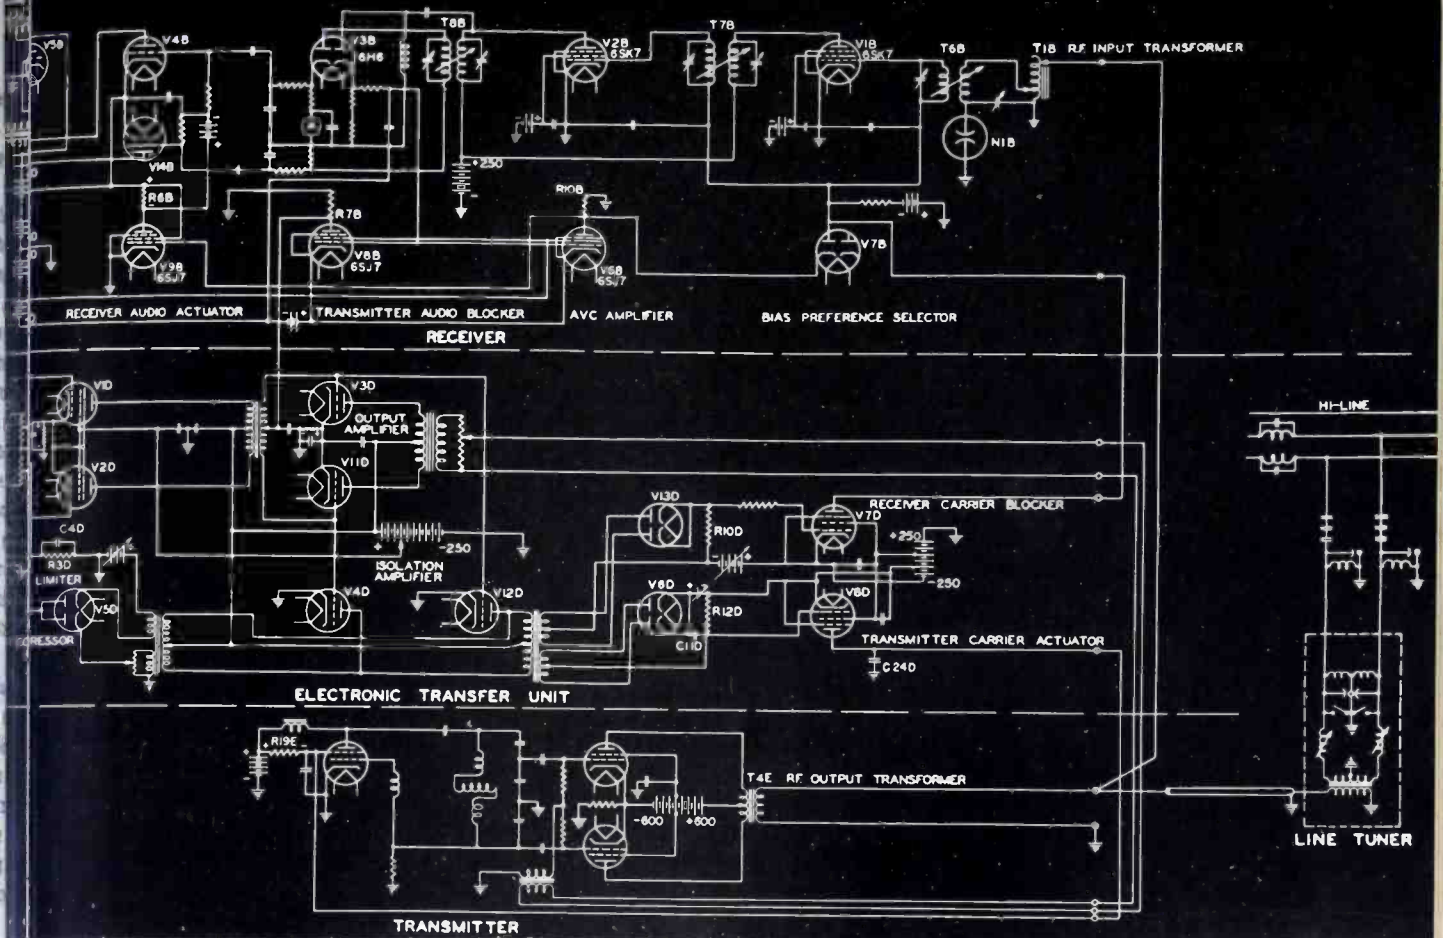 V5B
V4B
V3B
6H6
T8B
V2B
6SK7
T7B
V1B
6SK7
T6B
T1B R.F. INPUT TRANSFORMER
N1B
V14B
+250
R6B
R7B
R10B
V9B
6SJ7
V8B
6SJ7
V6B
6SJ7
V7B
RECEIVER AUDIO ACTUATOR
TRANSMITTER AUDIO BLOCKER
AVC AMPLIFIER
BIAS PREFERENCE SELECTOR
RECEIVER
V1D
V3D
OUTPUT
AMPLIFIER
HI-LINE
V2D
V11D
V13D
RECEIVER CARRIER BLOCKER
V7D
C4D
R10D
+250
-250
R3D
ISOLATION
AMPLIFIER
-250
LIMITER
V5D
V4D
V12D
V6D
R12D
V8D
PRESSOR
C11D
TRANSMITTER CARRIER ACTUATOR
C24D
ELECTRONIC TRANSFER UNIT
R19E
T4E R.F. OUTPUT TRANSFORMER
-600 +600
LINE TUNER
TRANSMITTER